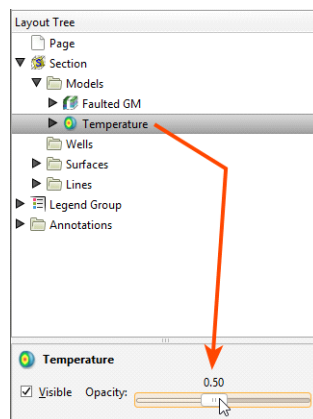 Layout Tree
Page
Section
Models
Faulted GM
Temperature
Wells
Surfaces
Lines
Legend Group
Annotations
Temperature
0.50
Visible Opacity: